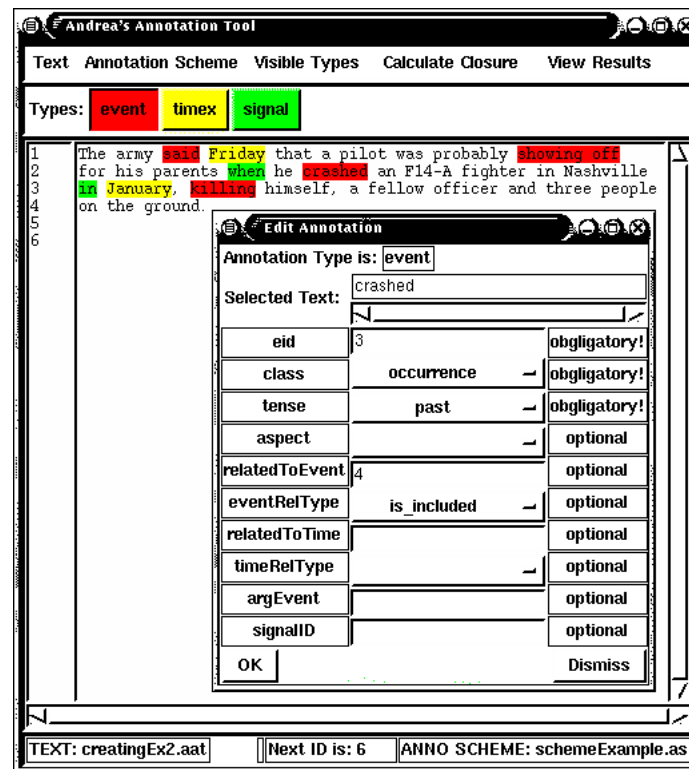 Andrea's Annotation Tool
Text Annotation Scheme Visible Types Calculate Closure View Results
Types: event timex signal
1 The army said Friday that a pilot was probably showing off
2 for his parents when he crashed an F14-A fighter in Nashville
3 in January, killing himself, a fellow officer and three people
4 on the ground.
5
6
Edit Annotation
Annotation Type is: event
Selected Text: crashed
eid 3 obgligatory!
class occurrence obgligatory!
tense past obgligatory!
aspect optional
relatedToEvent 4 optional
eventRelType is_included optional
relatedToTime optional
timeRelType optional
argEvent optional
signalID optional
OK Dismiss
TEXT: creatingEx2.aat Next ID is: 6 ANNO SCHEME: schemeExample.as